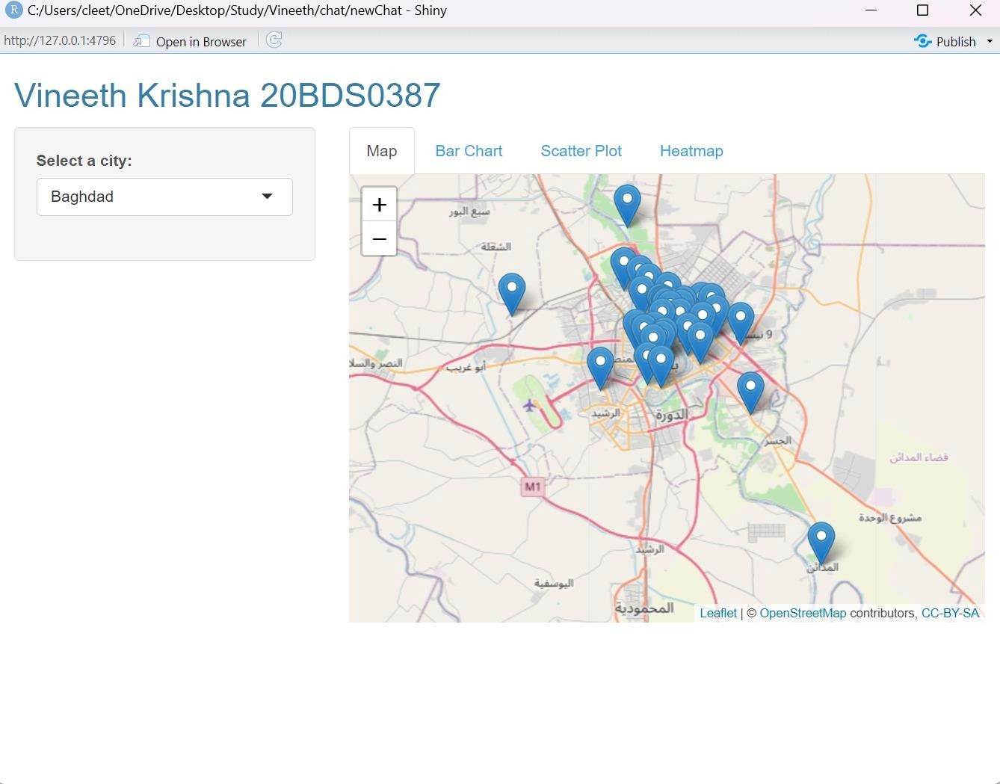 R C:/Users/cleet/OneDrive/Desktop/Study/Vineeth/chat/newChat - Shiny
http://127.0.0.1:4796 Open in Browser Publish
Vineeth Krishna 20BDS0387
Select a city:
Baghdad
Map Bar Chart Scatter Plot Heatmap
+
−
سبع البور
الشعلة
9
النصر والسلا
أبو غريب
الرشيد
الدورة
الجسر
قضاء المدائن
M1
مشروع الوحدة
الرشيد
المدائن
اليوسفية
المحمودية
Leaflet | © OpenStreetMap contributors, CC-BY-SA